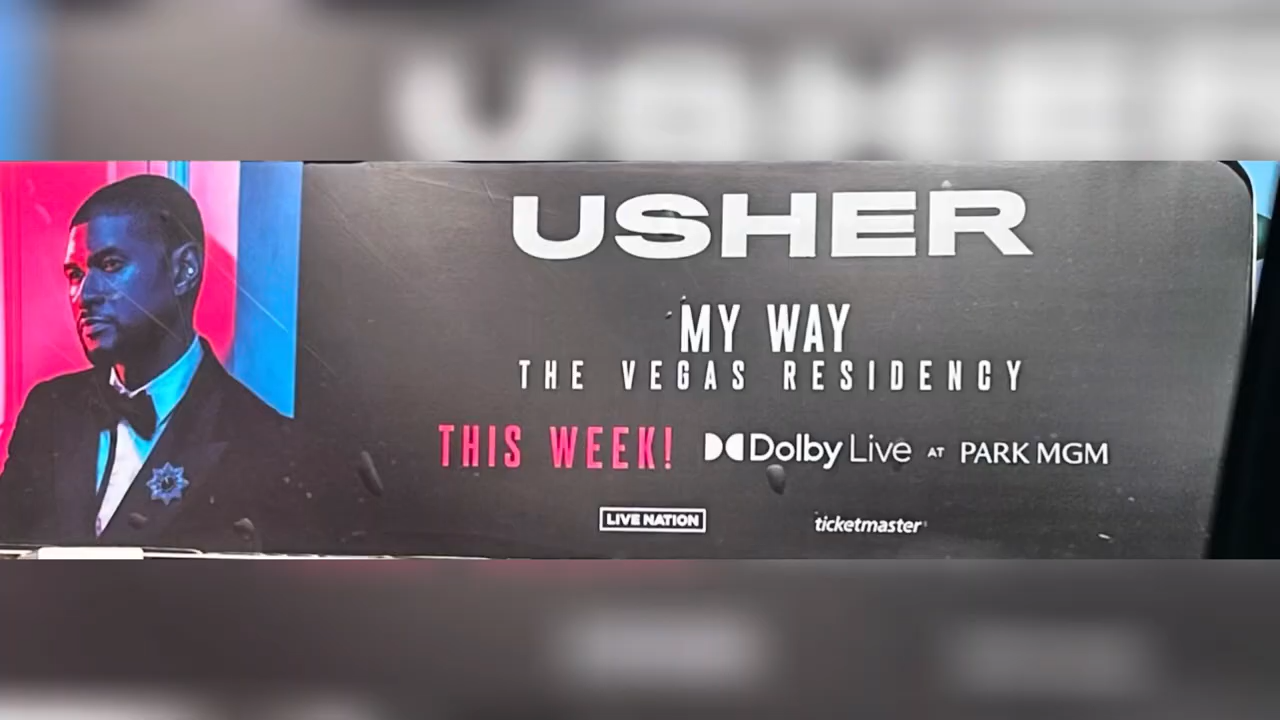 USHER
MY WAY
THE VEGAS RESIDENCY
THIS WEEK! Dolby Live AT PARK MGM
LIVE NATION ticketmaster